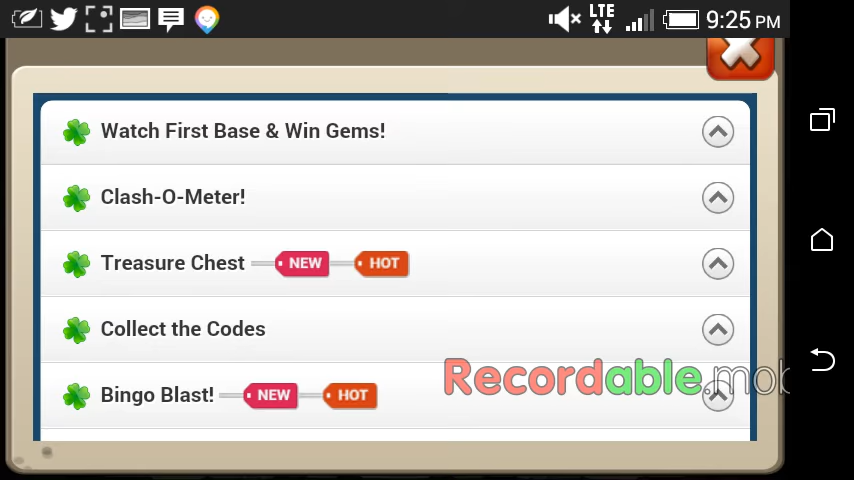 LTE
9:25 PM
Watch First Base & Win Gems!
Clash-O-Meter!
Treasure Chest NEW HOT
Collect the Codes
Recordable.mob
Bingo Blast! NEW HOT